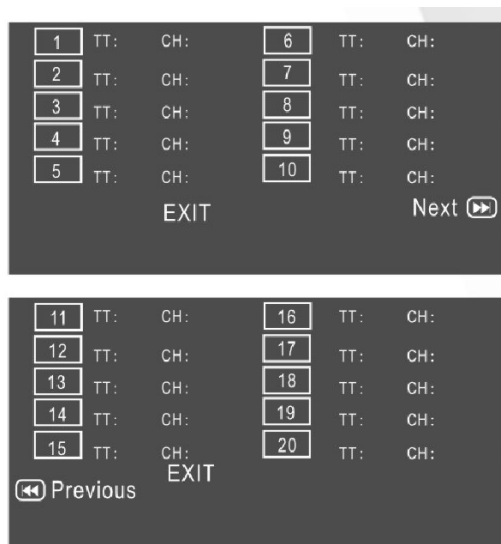 1 TT: CH: 6 TT: CH:
2 TT: CH: 7 TT: CH:
3 TT: CH: 8 TT: CH:
4 TT: CH: 9 TT: CH:
5 TT: CH: 10 TT: CH:
EXIT Next
11 TT: CH: 16 TT: CH:
12 TT: CH: 17 TT: CH:
13 TT: CH: 18 TT: CH:
14 TT: CH: 19 TT: CH:
15 TT: CH: 20 TT: CH:
EXIT
Previous